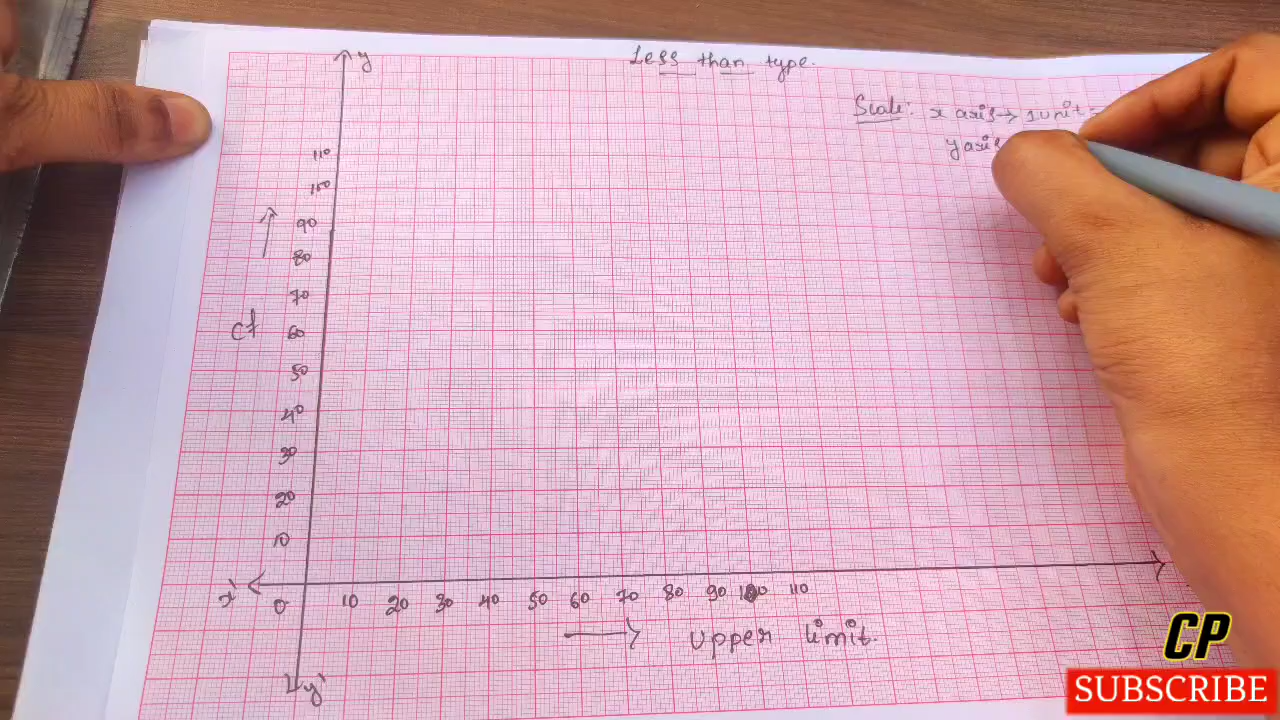 Less than type.
Scale: x axis → 1 unit =
y axis
y
110
100
90
80
70
cf
60
50
40
30
20
10
x'
0 10 20 30 40 50 60 70 80 90 100 110
→ upper limit.
y'
CP
SUBSCRIBE